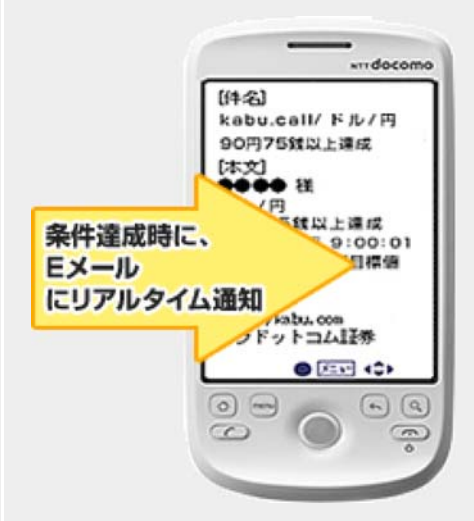 NTT docomo
[件名]
kabu.call/ドル/円
90円75銭以上達成
[本文]
●●●● 様
/円
銭以上達成
9:00:01
目標値
条件達成時に、
Eメール
にリアルタイム通知
kabu.com
ドットコム証券
メニュー
menu